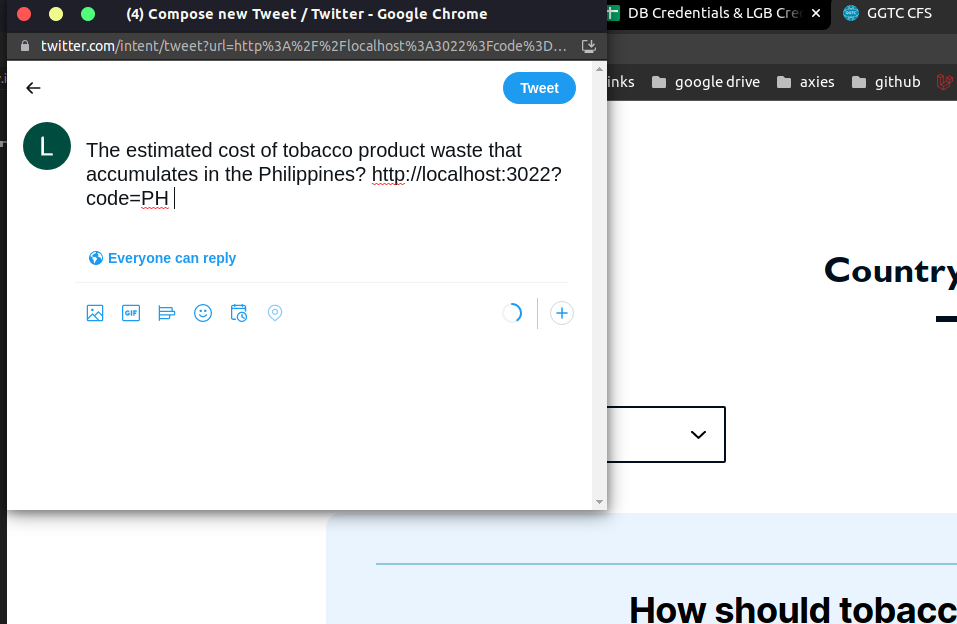 (4) Compose new Tweet / Twitter - Google Chrome
DB Credentials & LGB Cre
GGTC CFS
twitter.com/intent/tweet?url=http%3A%2F%2Flocalhost%3A3022%3Fcode%3D...
inks
google drive
axies
github
Tweet
L
The estimated cost of tobacco product waste that
accumulates in the Philippines? http://localhost:3022?
code=PH
Everyone can reply
GIF
Country
How should tobacc